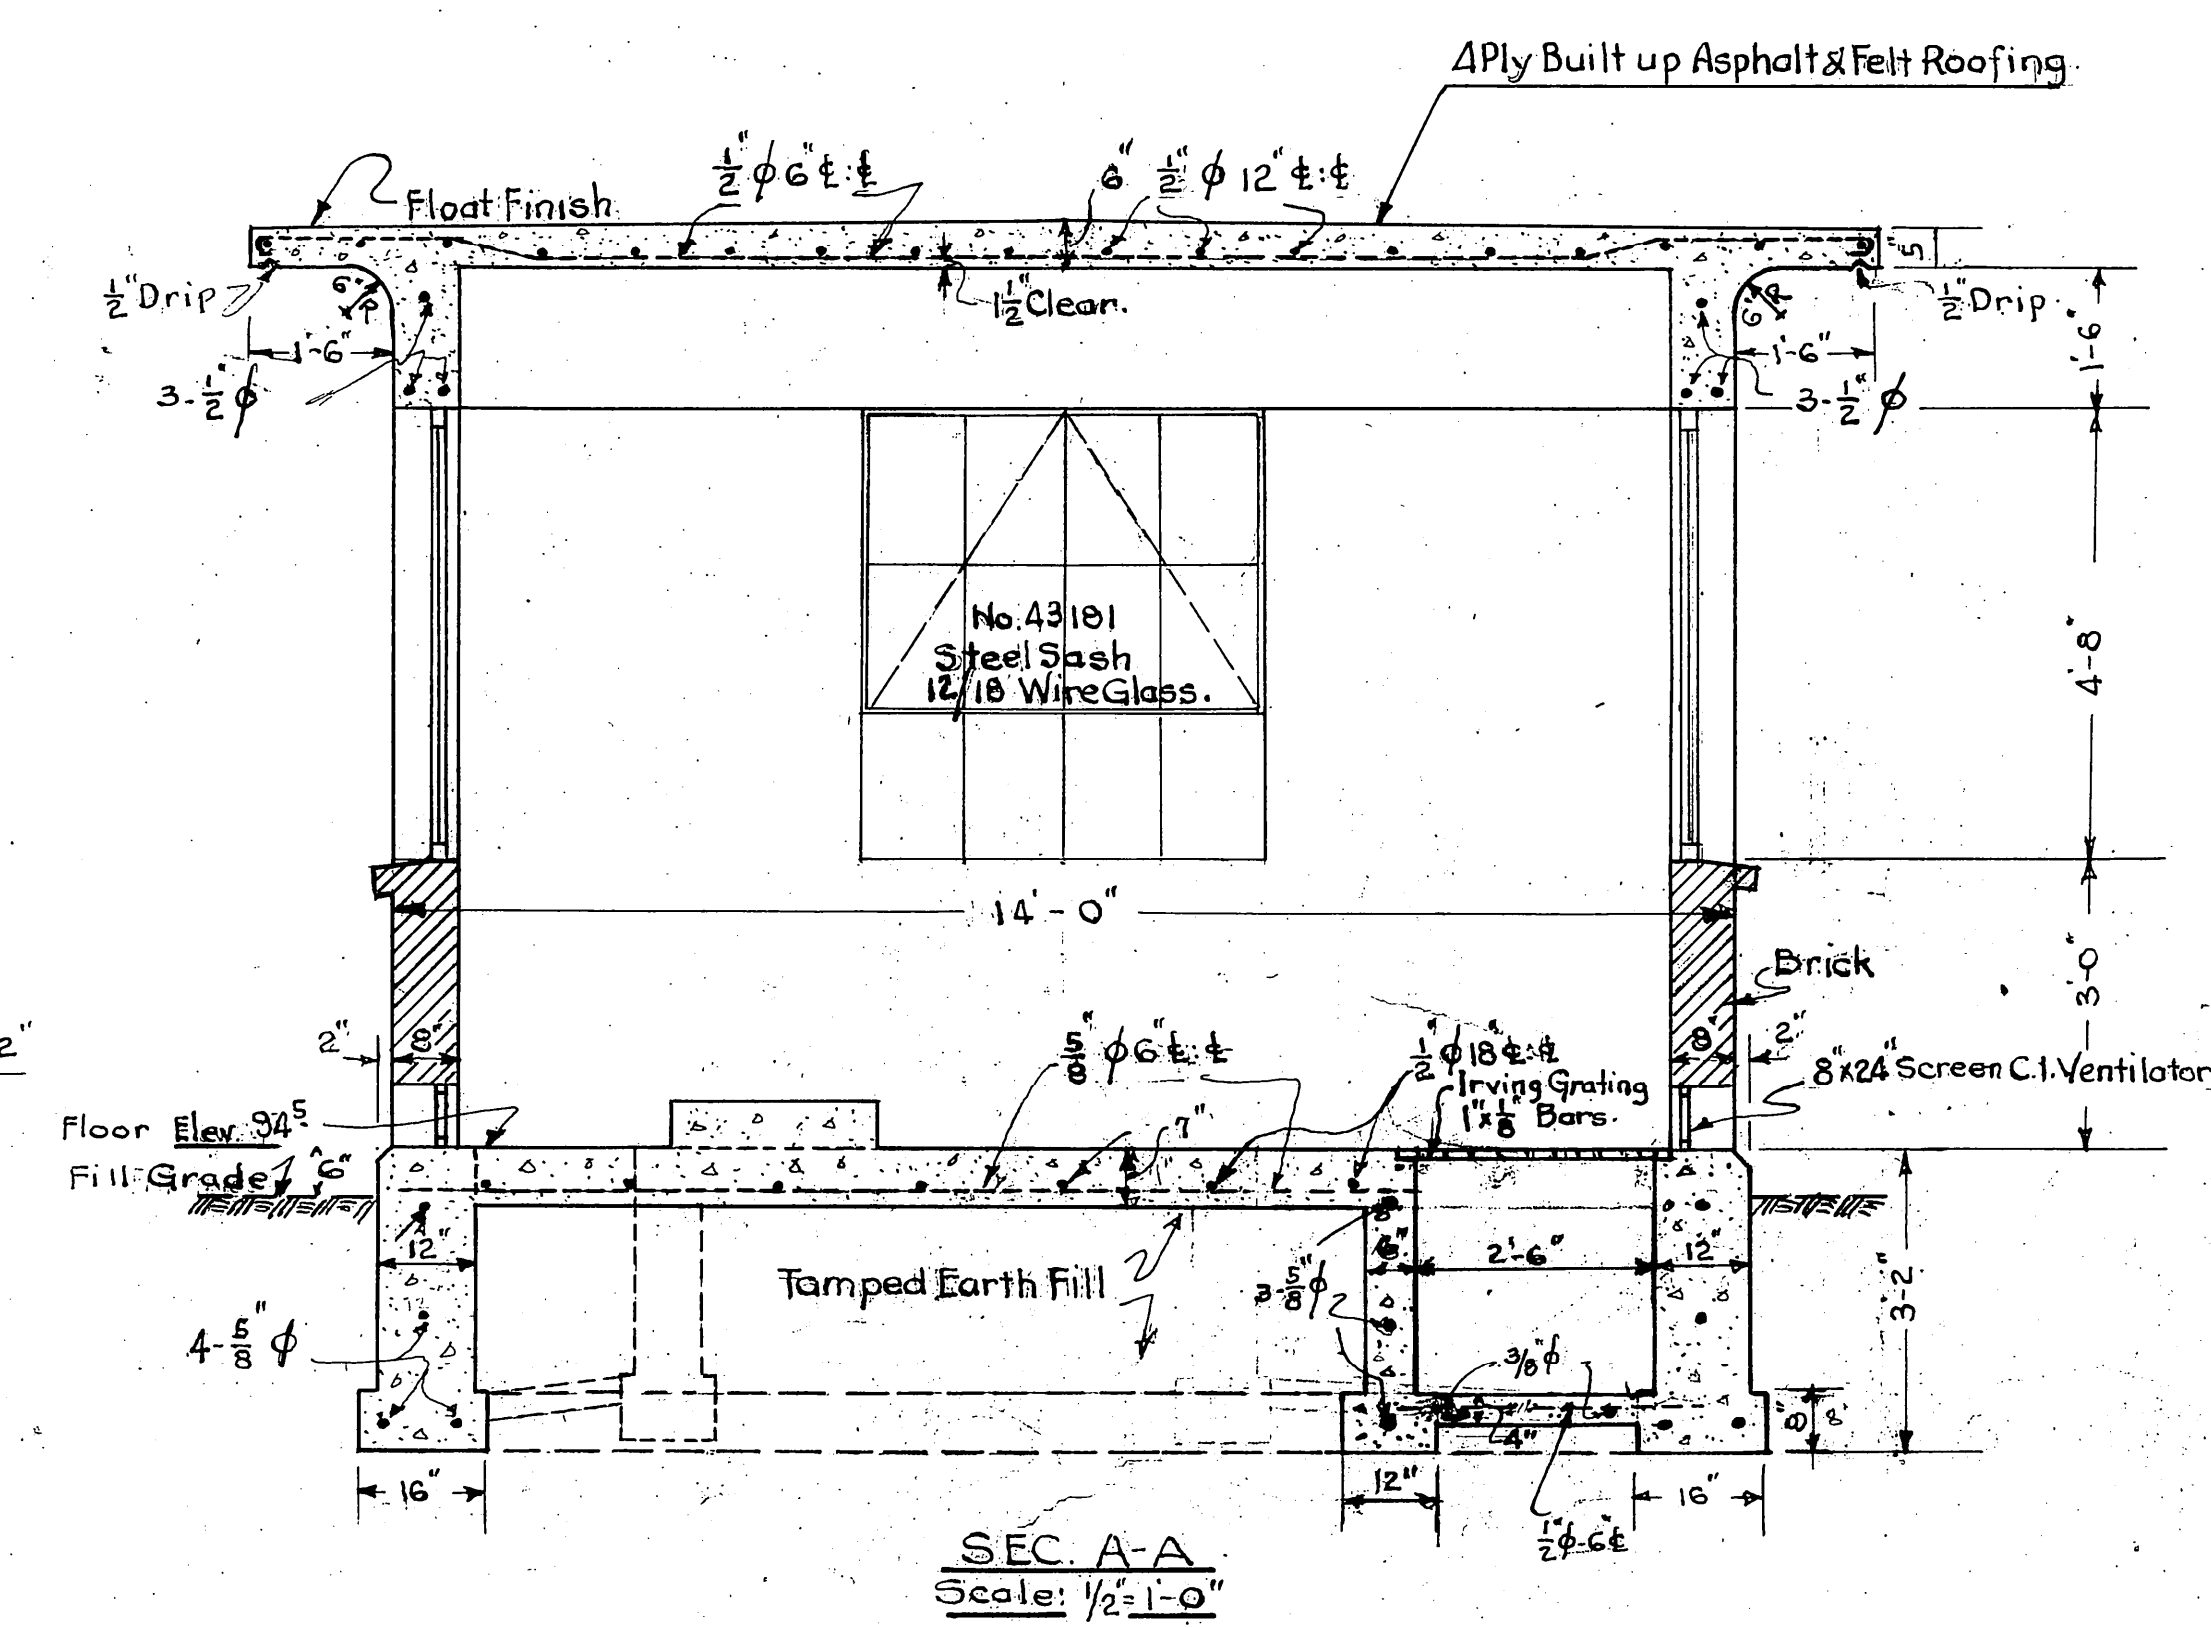 4Ply Built up Asphalt & Felt Roofing.
1/2" ϕ 6" ℄:℄
6"
1/2" ϕ 12" ℄:℄
Float Finish
5"
1/2" Drip
6" R
1 1/2" Clear.
6" R
1/2" Drip
1'-6"
1'-6"
1'-6"
3-1/2" ϕ
3-1/2" ϕ
No. 43181
Steel Sash
12/18 Wire Glass.
4'-8"
14'-0"
Brick
3'-0"
2"
2"
8"
5/8" ϕ 6" ℄:℄
1/2" ϕ 18" ℄:℄
8"
2"
8"x24" Screen C.I. Ventilator
Irving Grating
1"x1/8" Bars.
Floor Elev. 94⁵
7"
Fill Grade
6"
12"
6"
2'-6"
12"
Tamped Earth Fill
3-5/8" ϕ
3'-2"
4-5/8" ϕ
3/8" ϕ
4"
8"
8"
16"
12"
16"
1/2" ϕ-6" ℄
SEC. A-A
Scale: 1/2"=1'-0"